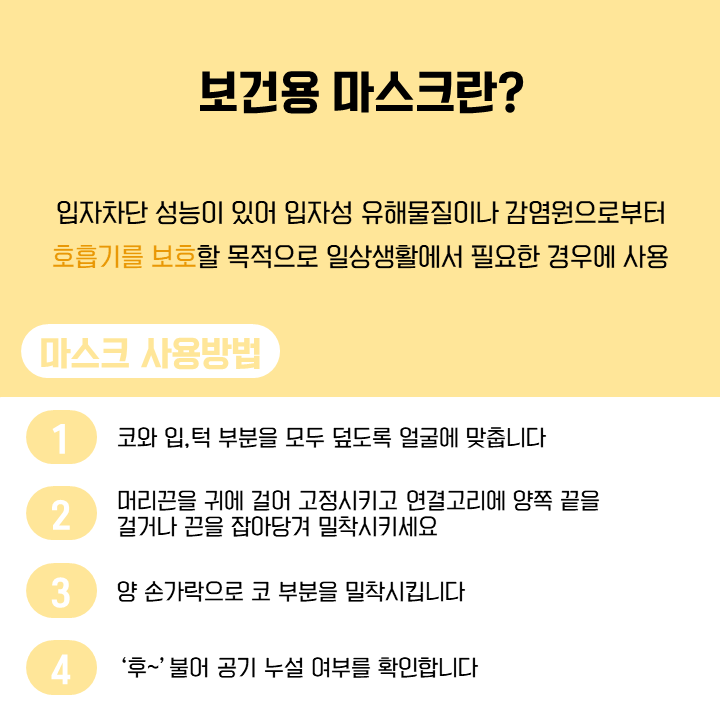 보건용 마스크란?
입자차단 성능이 있어 입자성 유해물질이나 감염원으로부터
호흡기를 보호할 목적으로 일상생활에서 필요한 경우에 사용
마스크 사용방법
1 코와 입,턱 부분을 모두 덮도록 얼굴에 맞춥니다
2 머리끈을 귀에 걸어 고정시키고 연결고리에 양쪽 끝을
걸거나 끈을 잡아당겨 밀착시키세요
3 양 손가락으로 코 부분을 밀착시킵니다
4 ‘후~’ 불어 공기 누설 여부를 확인합니다